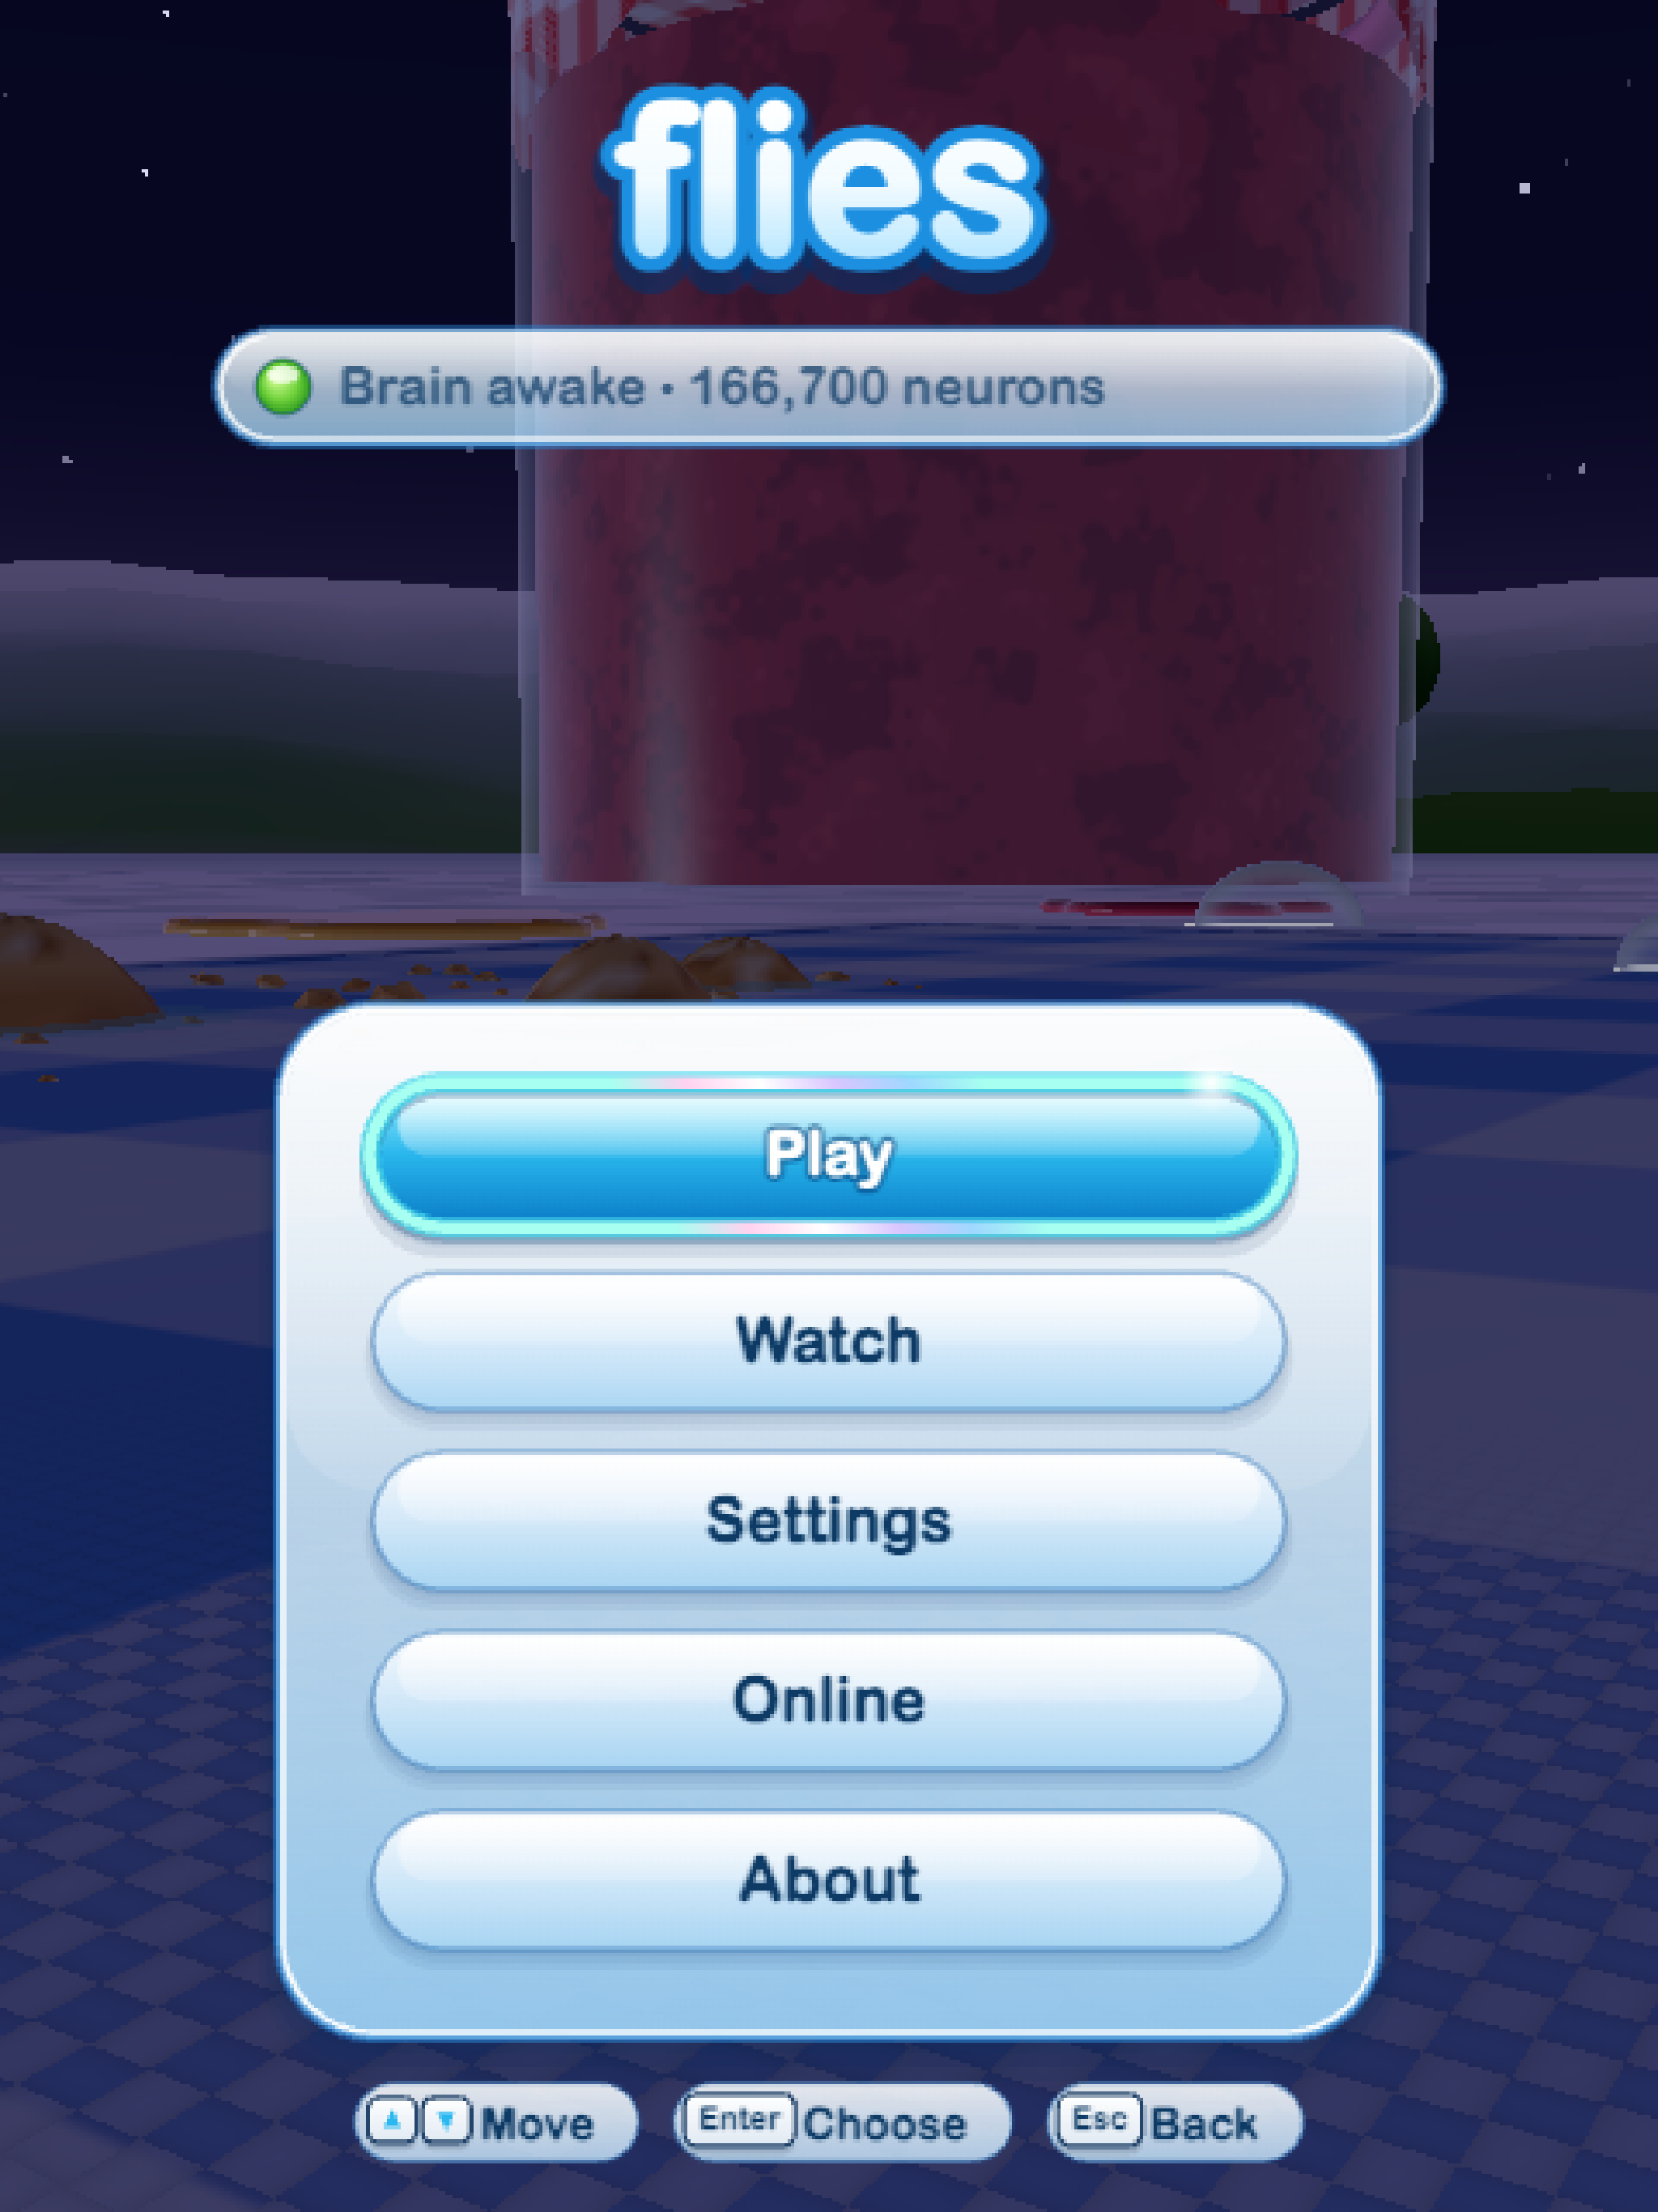 flies
Brain awake • 166,700 neurons
Play
Watch
Settings
Online
About
▲ ▼ Move Enter Choose Esc Back